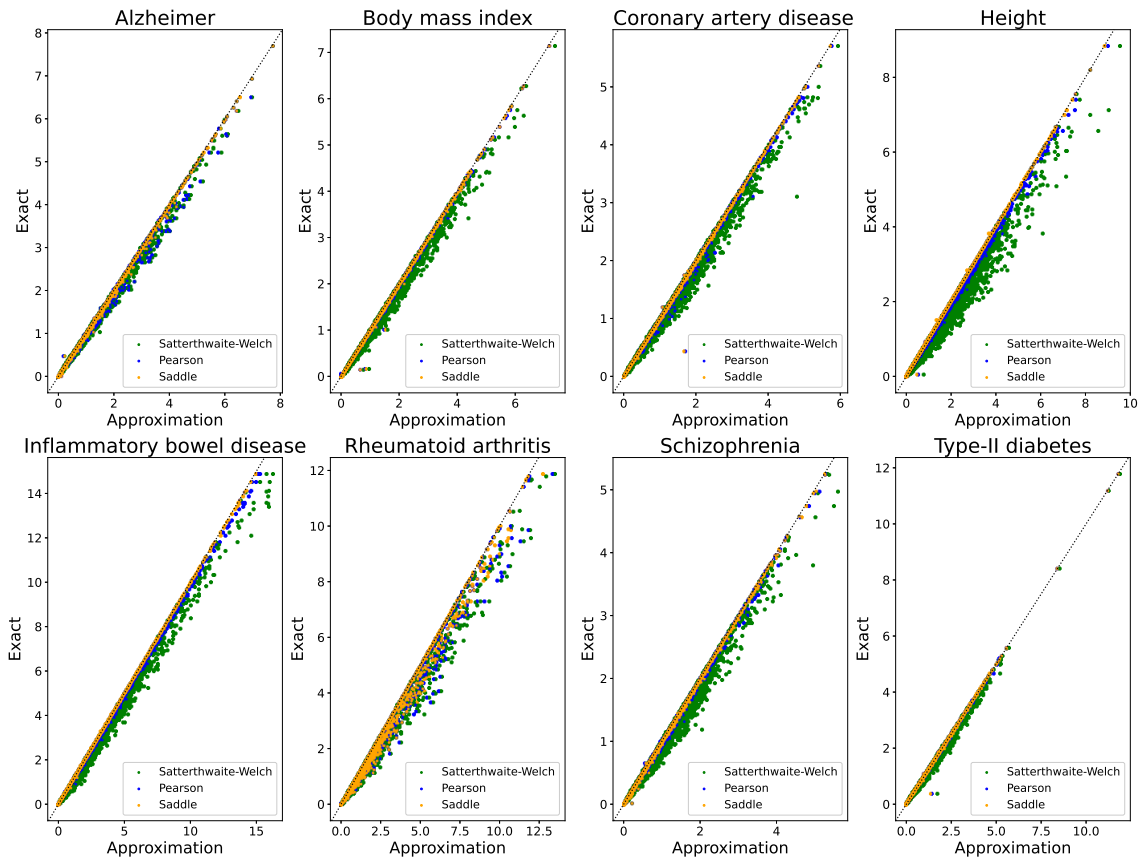 Alzheimer
8
7
6
5
4
3
2
1
0
Exact
Satterthwaite-Welch
Pearson
Saddle
0 2 4 6 8
Approximation
Body mass index
7
6
5
4
3
2
1
0
Exact
Satterthwaite-Welch
Pearson
Saddle
0 2 4 6
Approximation
Coronary artery disease
5
4
3
2
1
0
Exact
Satterthwaite-Welch
Pearson
Saddle
0 2 4 6
Approximation
Height
8
6
4
2
0
Exact
Satterthwaite-Welch
Pearson
Saddle
0 2 4 6 8 10
Approximation
Inflammatory bowel disease
14
12
10
8
6
4
2
0
Exact
Satterthwaite-Welch
Pearson
Saddle
0 5 10 15
Approximation
Rheumatoid arthritis
12
10
8
6
4
2
0
Exact
Satterthwaite-Welch
Pearson
Saddle
0.0 2.5 5.0 7.5 10.0 12.5
Approximation
Schizophrenia
5
4
3
2
1
0
Exact
Satterthwaite-Welch
Pearson
Saddle
0 2 4
Approximation
Type-II diabetes
12
10
8
6
4
2
0
Exact
Satterthwaite-Welch
Pearson
Saddle
0.0 2.5 5.0 7.5 10.0
Approximation